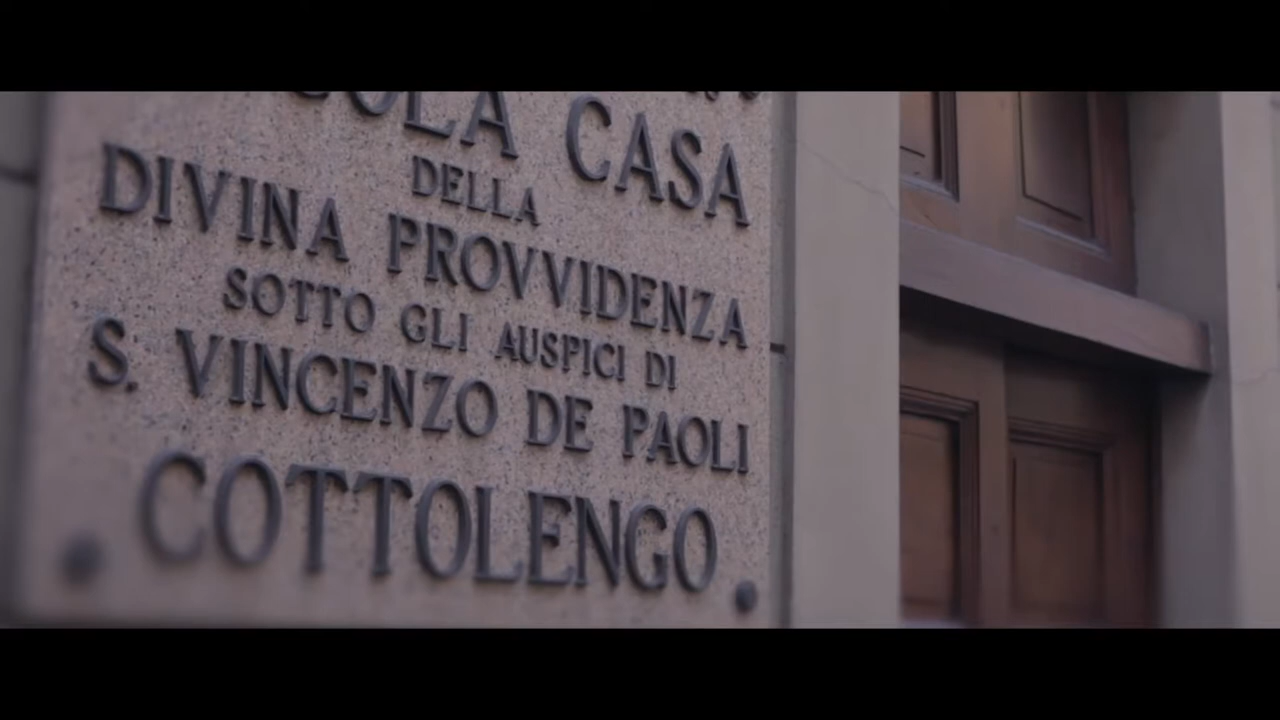 CASA
DELLA
DIVINA PROVVIDENZA
SOTTO GLI AUSPICI DI
S. VINCENZO DE PAOLI
COTTOLENGO